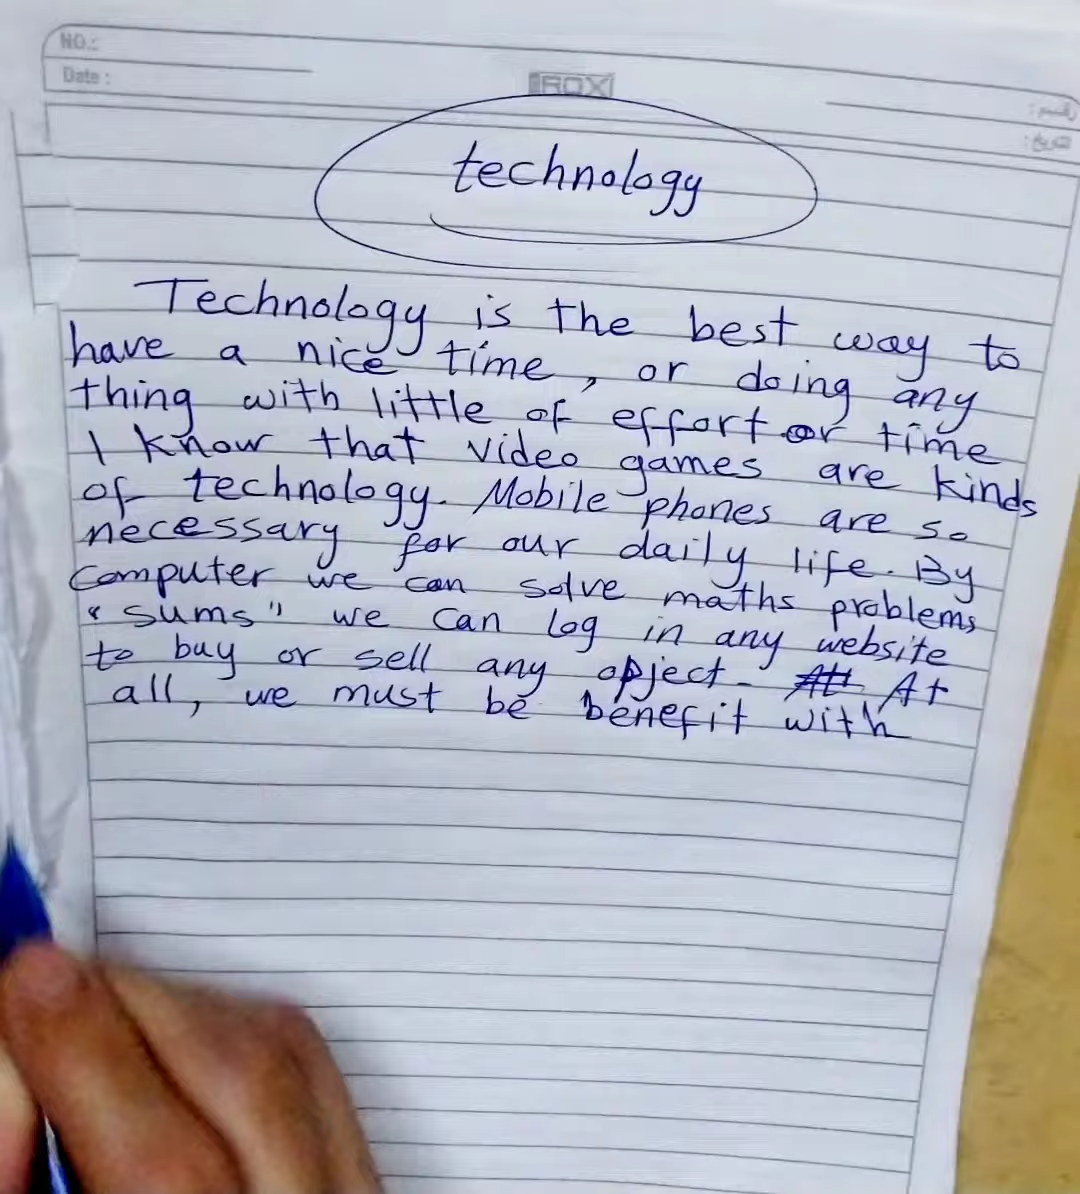 NO.:
Date :
ROXI
technology
Technology is the best way to
have a nice time, or doing any
thing with little of effort or time
I know that video games are kinds
of technology. Mobile phones are so
necessary for our daily life. By
computer we can solve maths problems
"sums" we can log in any website
to buy or sell any opject. At
all, we must be benefit with